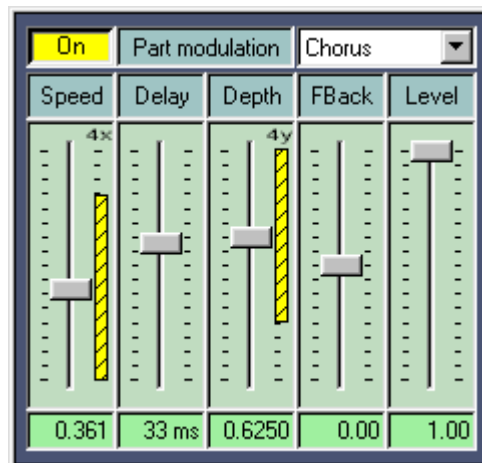 On Part modulation Chorus
Speed Delay Depth FBack Level
4x 4y
0.361 33 ms 0.6250 0.00 1.00